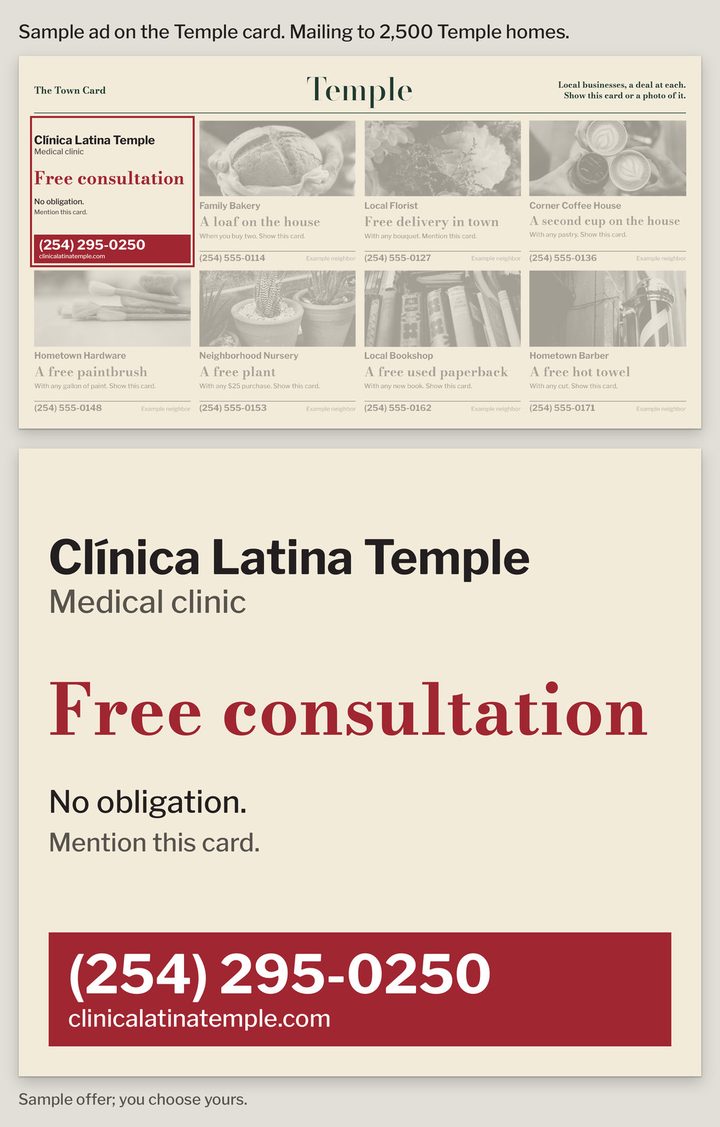 Sample ad on the Temple card. Mailing to 2,500 Temple homes.
The Town Card
Temple
Local businesses, a deal at each.
Show this card or a photo of it.
Clínica Latina Temple
Medical clinic
Free consultation
No obligation.
Mention this card.
(254) 295-0250
clinicalatinatemple.com
Family Bakery
A loaf on the house
When you buy two. Show this card.
(254) 555-0114
Example neighbor
Local Florist
Free delivery in town
With any bouquet. Mention this card.
(254) 555-0127
Example neighbor
Corner Coffee House
A second cup on the house
With any pastry. Show this card.
(254) 555-0136
Example neighbor
Hometown Hardware
A free paintbrush
With any gallon of paint. Show this card.
(254) 555-0148
Example neighbor
Neighborhood Nursery
A free plant
With any $25 purchase. Show this card.
(254) 555-0153
Example neighbor
Local Bookshop
A free used paperback
With any new book. Show this card.
(254) 555-0162
Example neighbor
Hometown Barber
A free hot towel
With any cut. Show this card.
(254) 555-0171
Example neighbor
Clínica Latina Temple
Medical clinic
Free consultation
No obligation.
Mention this card.
(254) 295-0250
clinicalatinatemple.com
Sample offer; you choose yours.